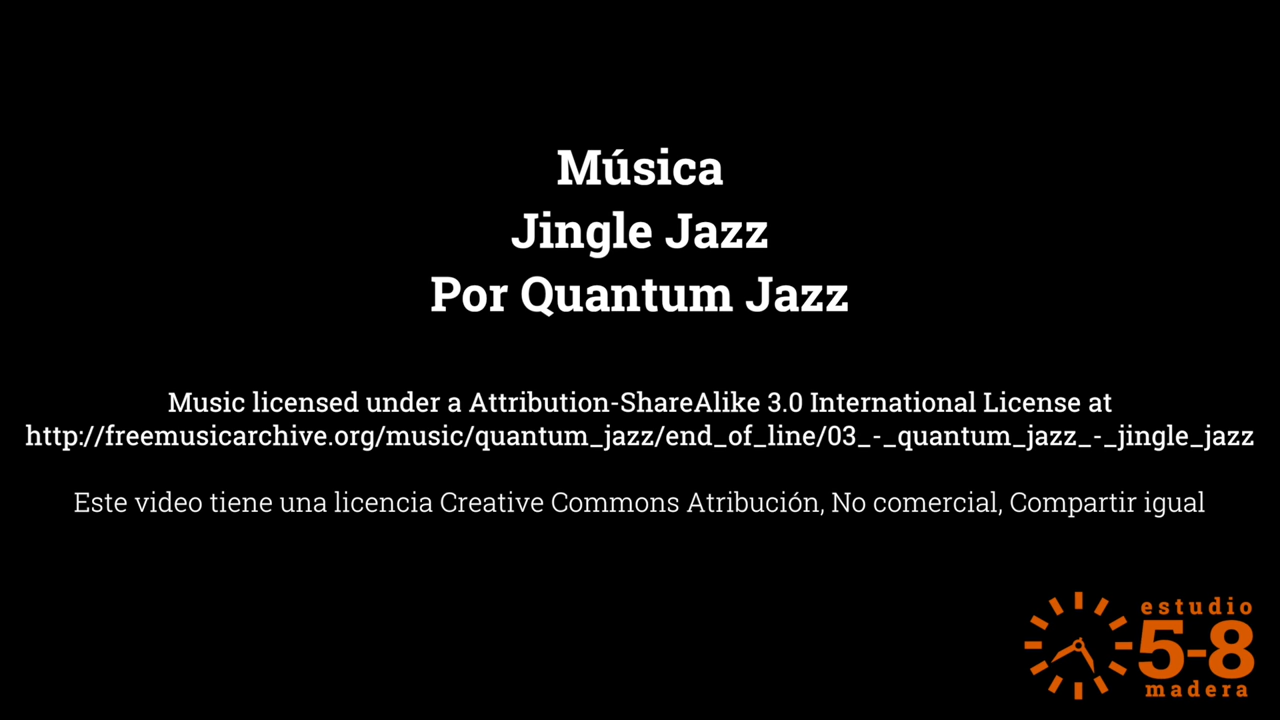 Música
Jingle Jazz
Por Quantum Jazz
Music licensed under a Attribution-ShareAlike 3.0 International License at
http://freemusicarchive.org/music/quantum_jazz/end_of_line/03_-_quantum_jazz_-_jingle_jazz
Este video tiene una licencia Creative Commons Atribución, No comercial, Compartir igual
estudio
5-8
madera